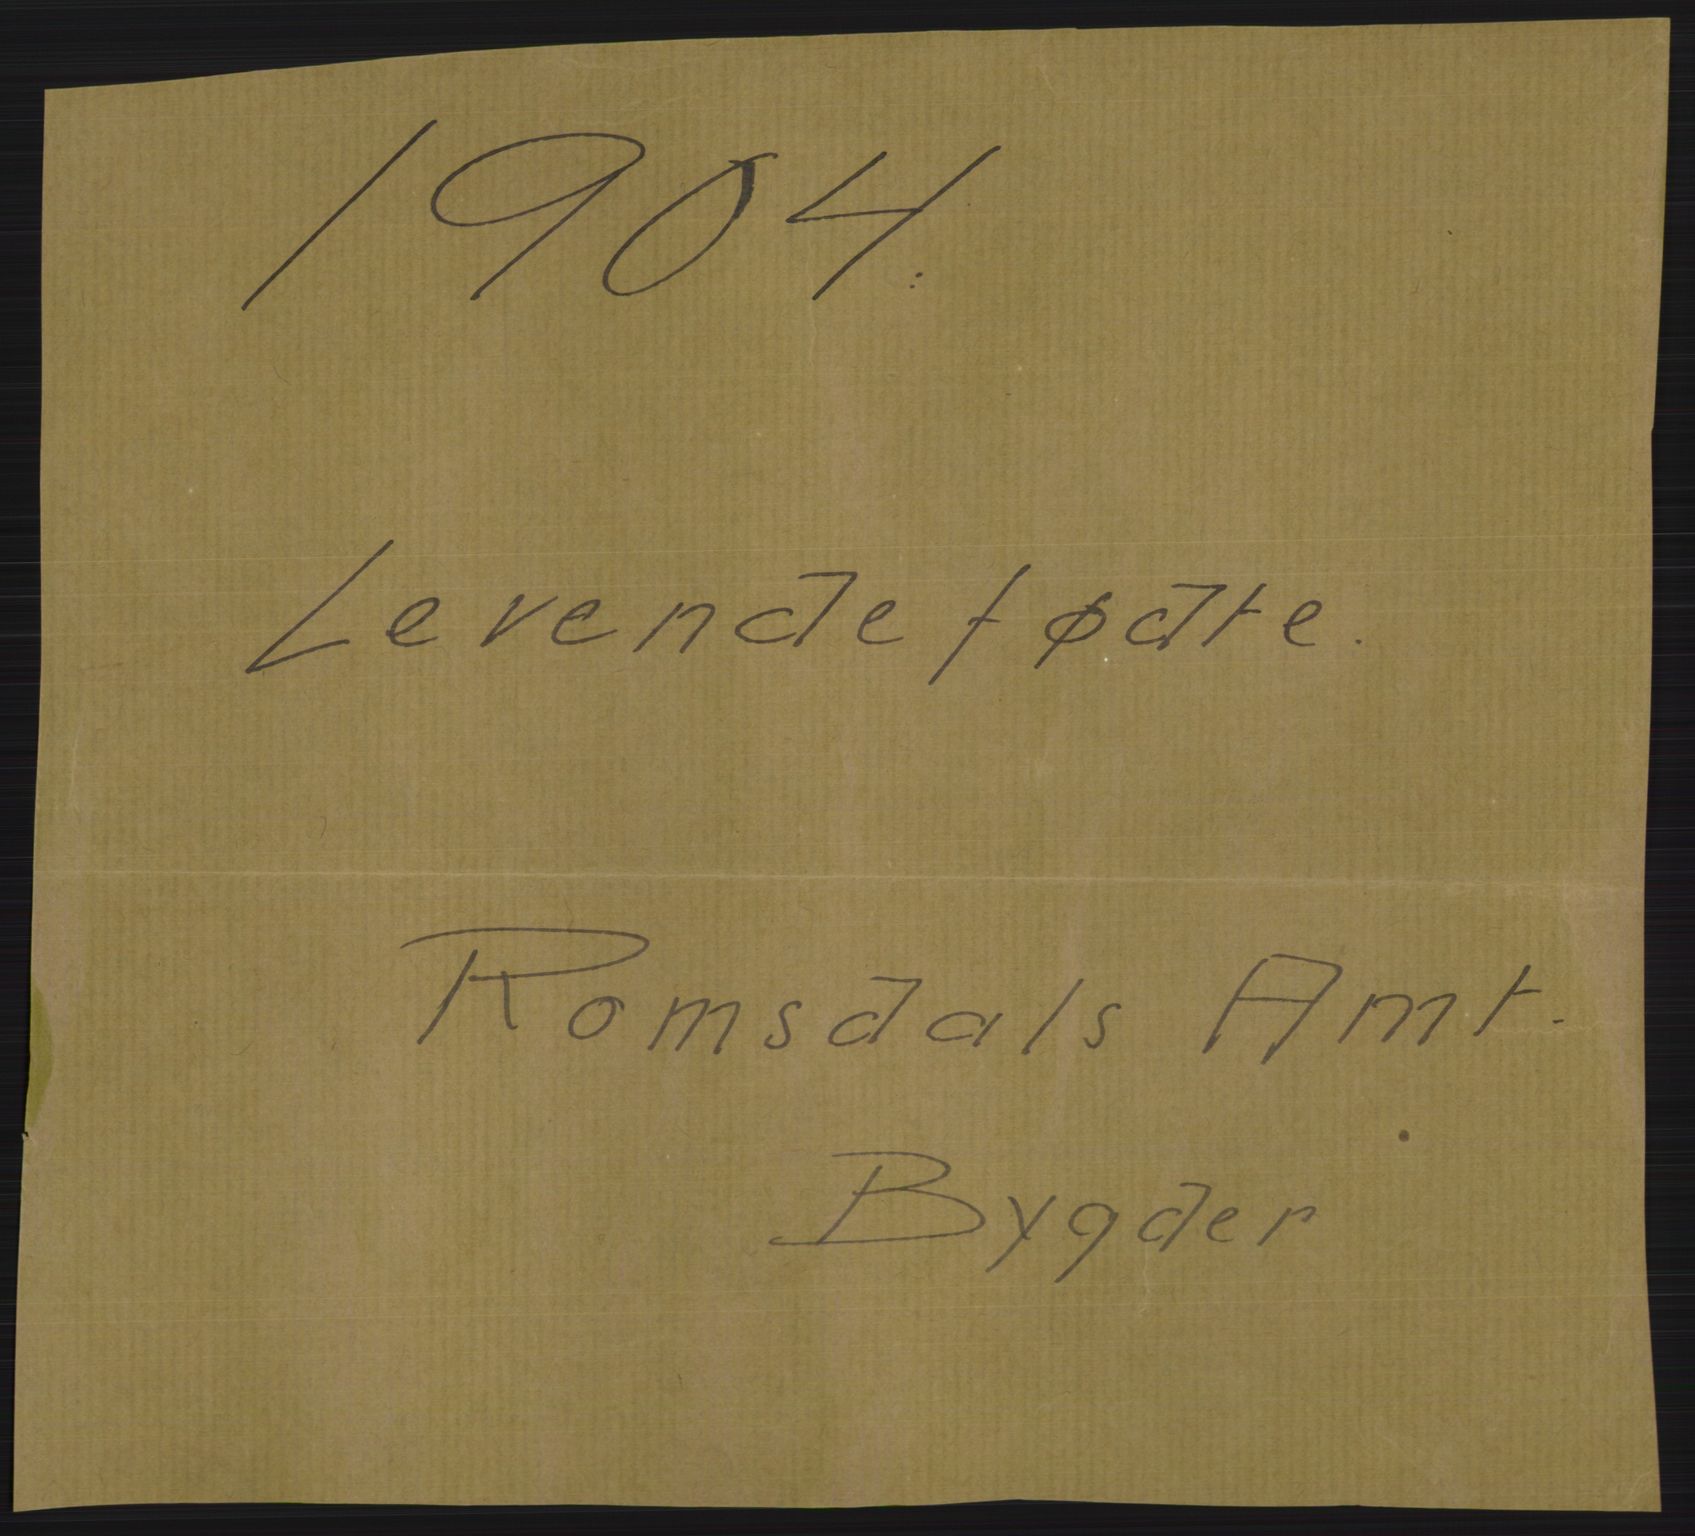 1904:
Levendefødte.
Romsdals Amt.
Bygder